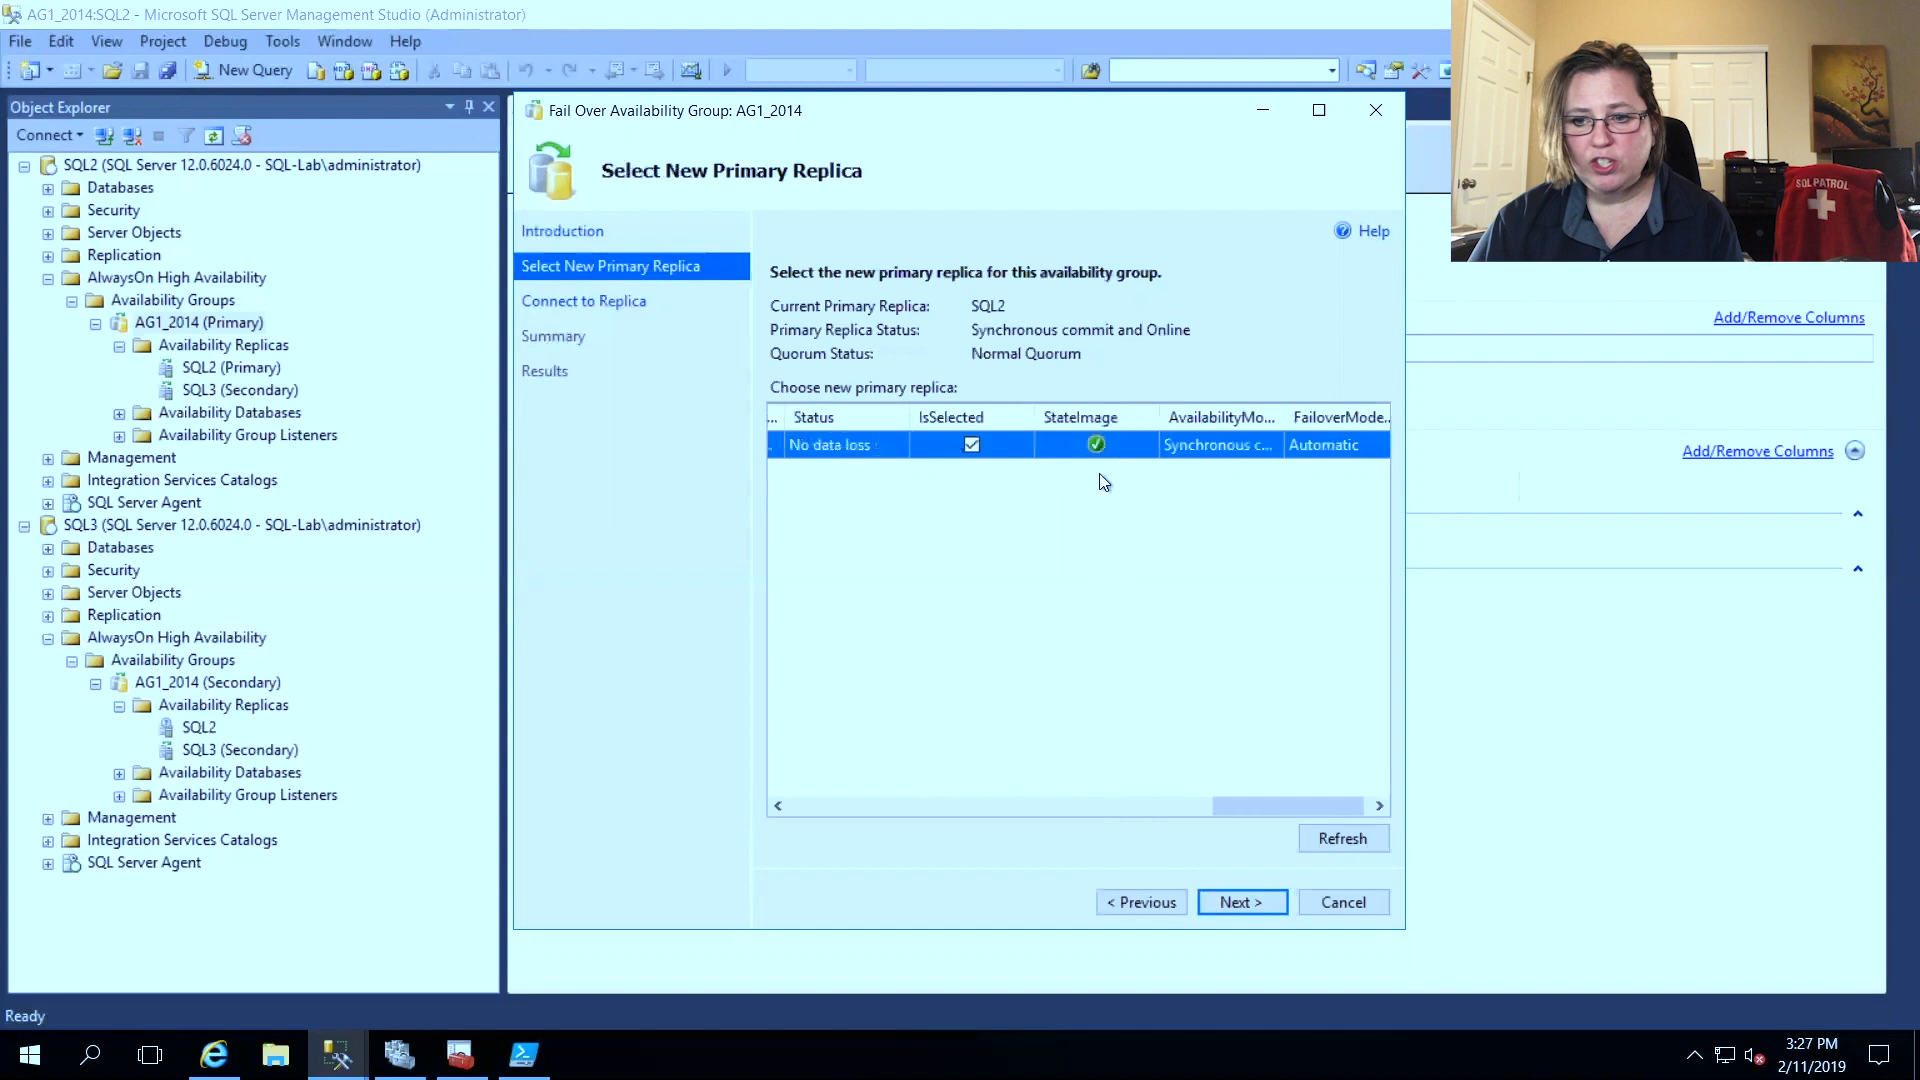 AG1_2014:SQL2 - Microsoft SQL Server Management Studio (Administrator)
File Edit View Project Debug Tools Window Help
New Query
Object Explorer
Connect
SQL2 (SQL Server 12.0.6024.0 - SQL-Lab\administrator)
Databases
Security
Server Objects
Replication
AlwaysOn High Availability
Availability Groups
AG1_2014 (Primary)
Availability Replicas
SQL2 (Primary)
SQL3 (Secondary)
Availability Databases
Availability Group Listeners
Management
Integration Services Catalogs
SQL Server Agent
SQL3 (SQL Server 12.0.6024.0 - SQL-Lab\administrator)
Databases
Security
Server Objects
Replication
AlwaysOn High Availability
Availability Groups
AG1_2014 (Secondary)
Availability Replicas
SQL2
SQL3 (Secondary)
Availability Databases
Availability Group Listeners
Management
Integration Services Catalogs
SQL Server Agent
Fail Over Availability Group: AG1_2014
Select New Primary Replica
Introduction
Select New Primary Replica
Connect to Replica
Summary
Results
Help
Select the new primary replica for this availability group.
Current Primary Replica: SQL2
Primary Replica Status: Synchronous commit and Online
Quorum Status: Normal Quorum
Choose new primary replica:
... Status IsSelected StateImage AvailabilityMo... FailoverMode..
No data loss Synchronous c... Automatic
Refresh
< Previous Next > Cancel
SQL PATROL
Add/Remove Columns
Add/Remove Columns
Ready
3:27 PM
2/11/2019